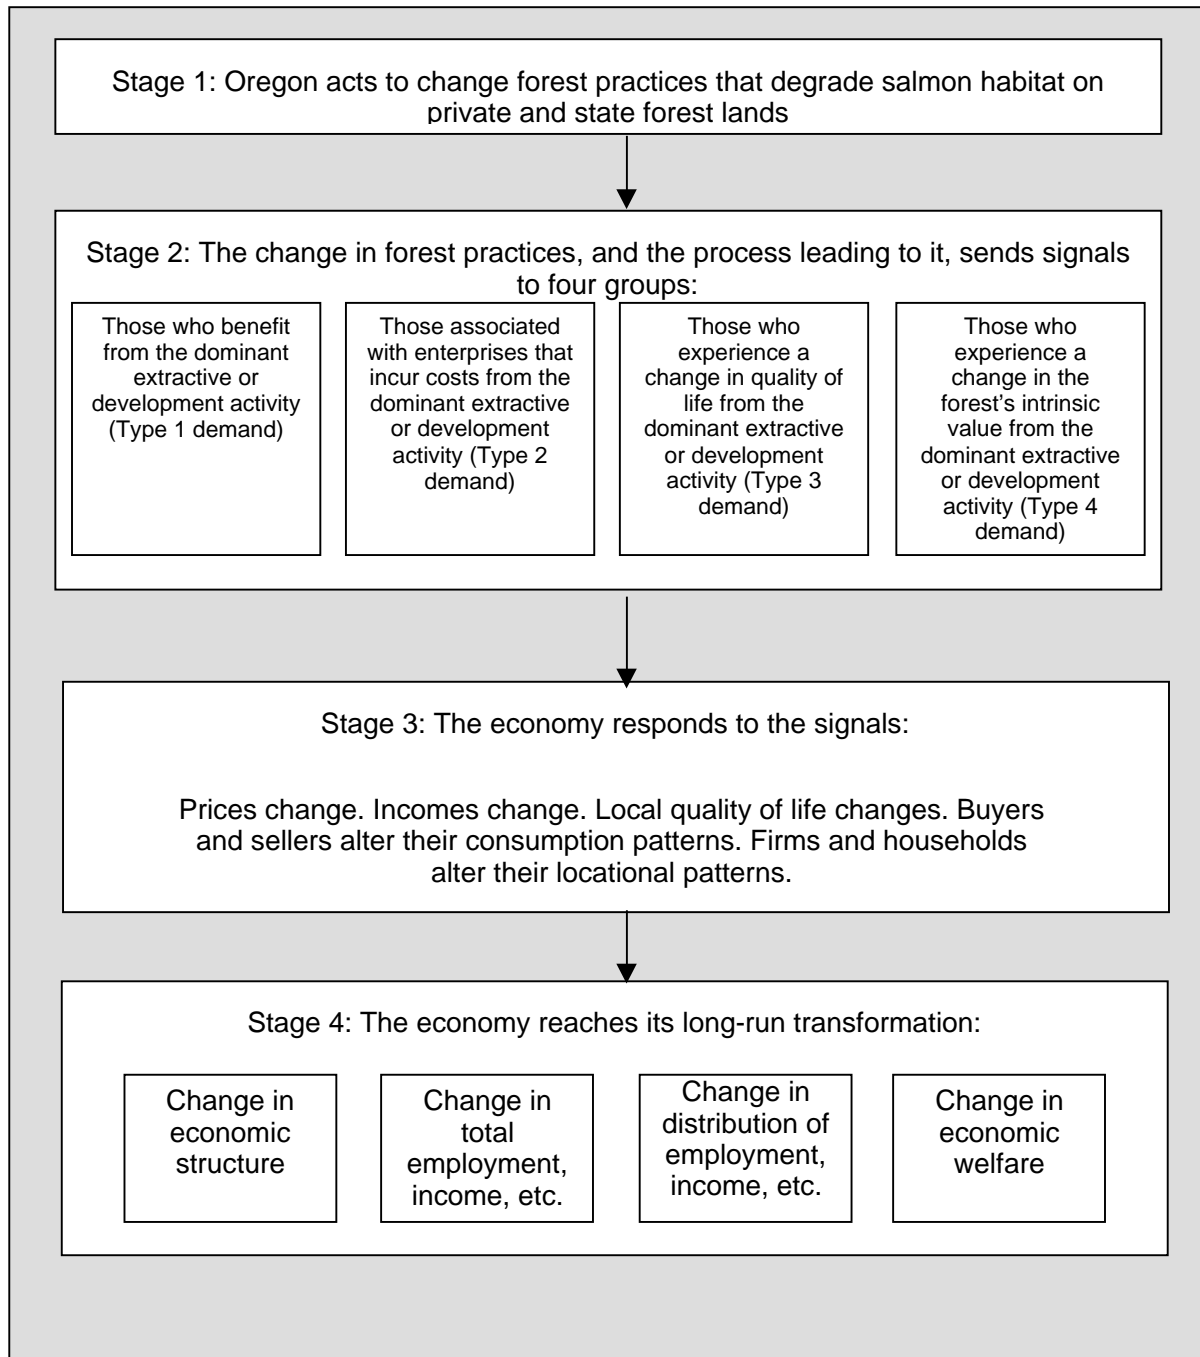 Stage 1: Oregon acts to change forest practices that degrade salmon habitat on
private and state forest lands
Stage 2: The change in forest practices, and the process leading to it, sends signals
to four groups:
Those who benefit
from the dominant
extractive or
development activity
(Type 1 demand)
Those associated
with enterprises that
incur costs from the
dominant extractive
or development
activity (Type 2
demand)
Those who
experience a
change in quality of
life from the
dominant extractive
or development
activity (Type 3
demand)
Those who
experience a
change in the
forest’s intrinsic
value from the
dominant extractive
or development
activity (Type 4
demand)
Stage 3: The economy responds to the signals:
Prices change. Incomes change. Local quality of life changes. Buyers
and sellers alter their consumption patterns. Firms and households
alter their locational patterns.
Stage 4: The economy reaches its long-run transformation:
Change in
economic
structure
Change in
total
employment,
income, etc.
Change in
distribution of
employment,
income, etc.
Change in
economic
welfare